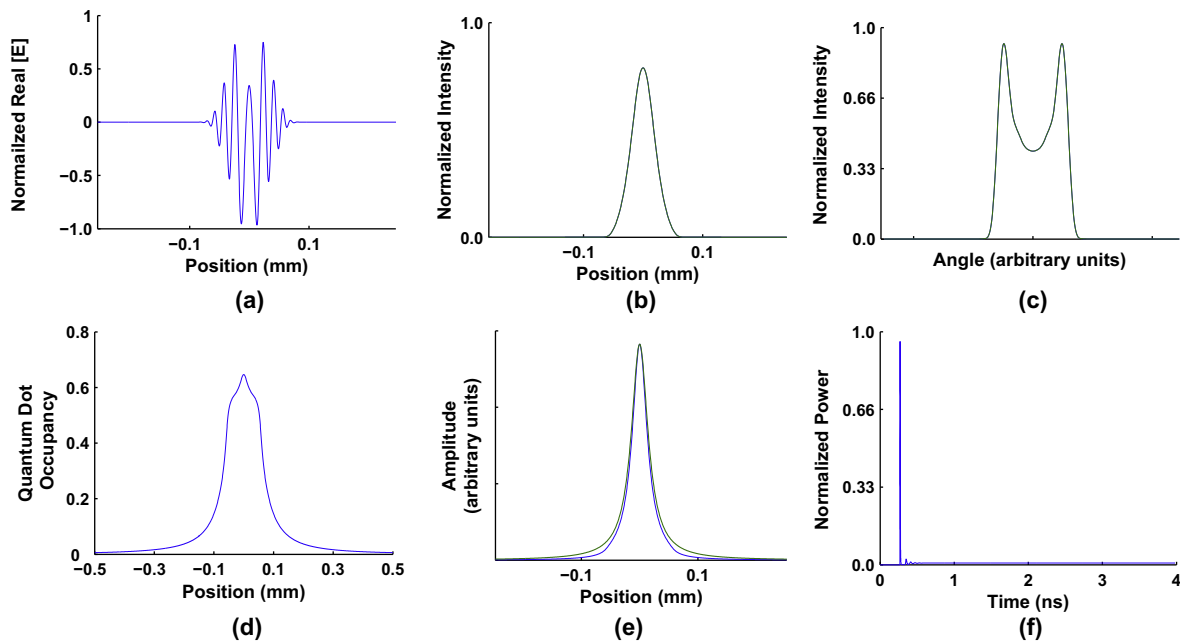 1
0.5
0
−0.5
−1.0
−0.1
0.1
Normailzed Real [E]
Position (mm)
(a)
1.0
0.0
−0.1
0.1
Normalized Intensity
Position (mm)
(b)
1.0
0.66
0.33
0.0
Normalized Intensity
Angle (arbitrary units)
(c)
0.8
0.6
0.4
0.2
0
−0.5
−0.3
−0.1
0.1
0.3
0.5
Quantum Dot
Occupancy
Position (mm)
(d)
Amplitude
(arbitrary units)
−0.1
0.1
Position (mm)
(e)
1.0
0.66
0.33
0.0
0
1
2
3
4
Normalized Power
Time (ns)
(f)